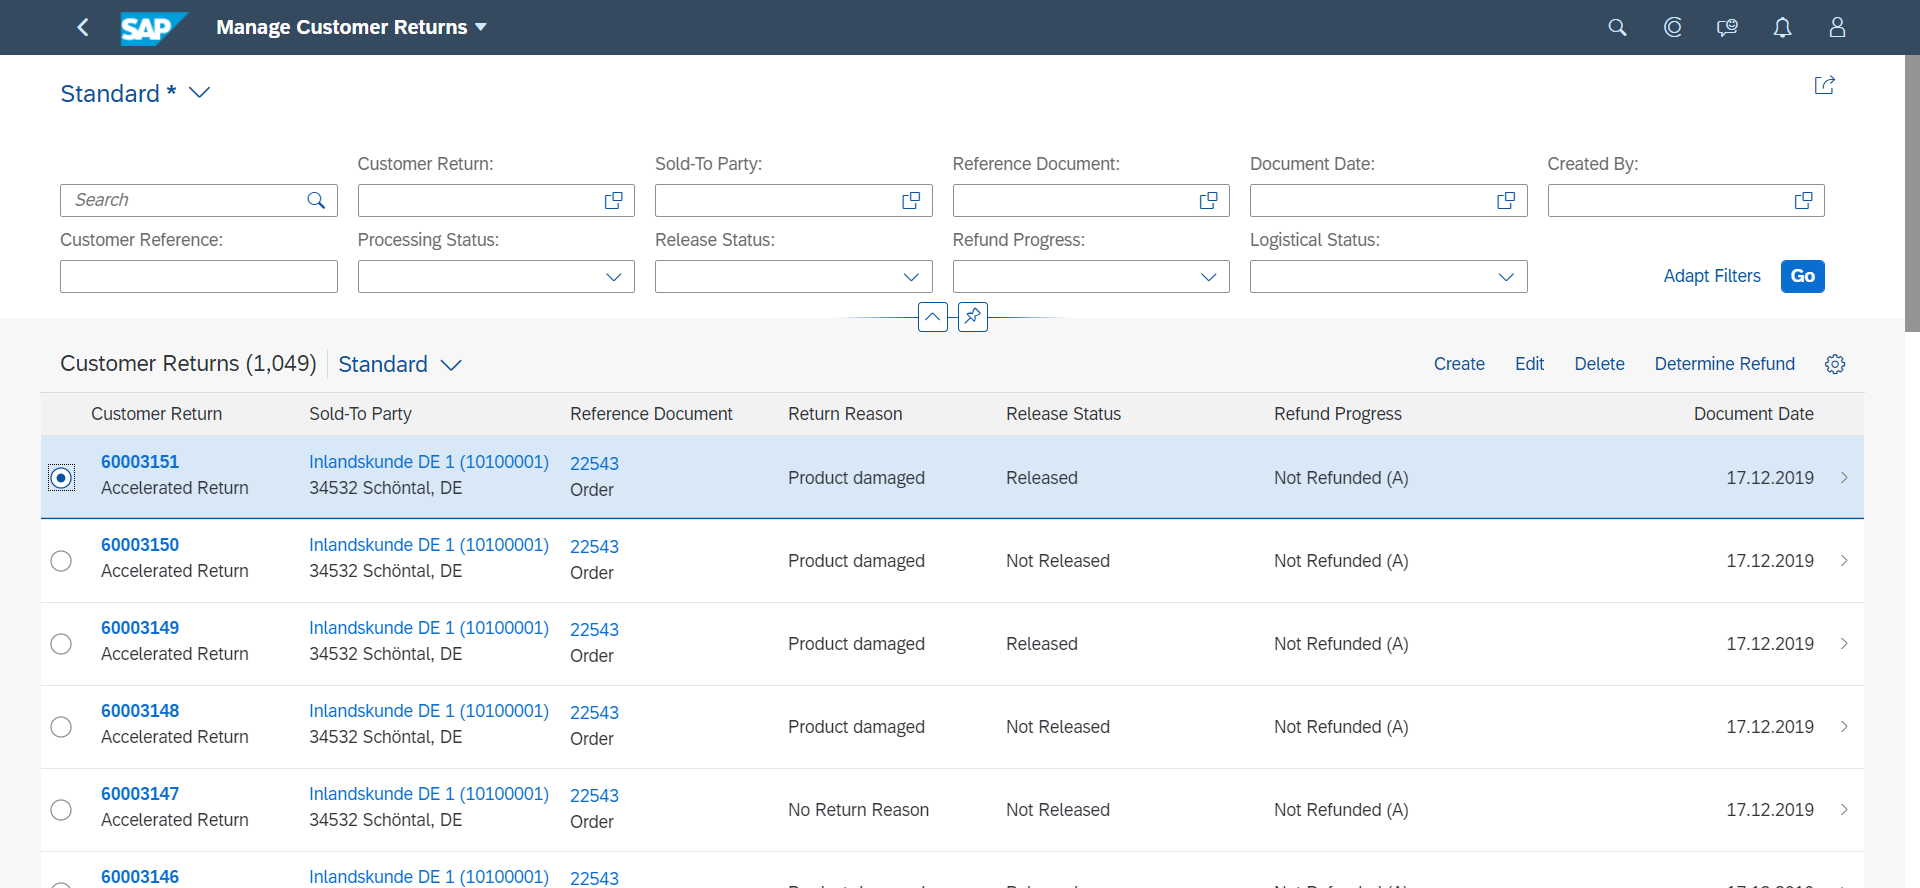 SAP Manage Customer Returns
Standard *
Customer Return: Sold-To Party: Reference Document: Document Date: Created By:
Search
Customer Reference: Processing Status: Release Status: Refund Progress: Logistical Status:
Adapt Filters Go
Customer Returns (1,049) Standard Create Edit Delete Determine Refund
Customer Return Sold-To Party Reference Document Return Reason Release Status Refund Progress Document Date
60003151 Inlandskunde DE 1 (10100001) 22543
Product damaged Released Not Refunded (A) 17.12.2019
Accelerated Return 34532 Schöntal, DE Order
60003150 Inlandskunde DE 1 (10100001) 22543
Product damaged Not Released Not Refunded (A) 17.12.2019
Accelerated Return 34532 Schöntal, DE Order
60003149 Inlandskunde DE 1 (10100001) 22543
Product damaged Released Not Refunded (A) 17.12.2019
Accelerated Return 34532 Schöntal, DE Order
60003148 Inlandskunde DE 1 (10100001) 22543
Product damaged Not Released Not Refunded (A) 17.12.2019
Accelerated Return 34532 Schöntal, DE Order
60003147 Inlandskunde DE 1 (10100001) 22543
No Return Reason Not Released Not Refunded (A) 17.12.2019
Accelerated Return 34532 Schöntal, DE Order
60003146 Inlandskunde DE 1 (10100001) 22543